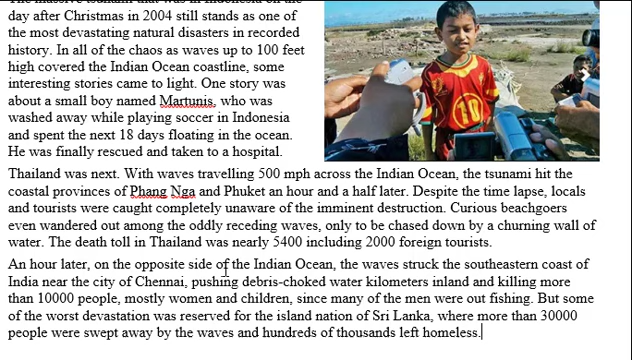 The massive tsunami that was in Indonesia on the
day after Christmas in 2004 still stands as one of
the most devastating natural disasters in recorded
history. In all of the chaos as waves up to 100 feet
high covered the Indian Ocean coastline, some
interesting stories came to light. One story was
about a small boy named Martunis, who was
washed away while playing soccer in Indonesia
and spent the next 18 days floating in the ocean.
He was finally rescued and taken to a hospital.
10
Thailand was next. With waves travelling 500 mph across the Indian Ocean, the tsunami hit the
coastal provinces of Phang Nga and Phuket an hour and a half later. Despite the time lapse, locals
and tourists were caught completely unaware of the imminent destruction. Curious beachgoers
even wandered out among the oddly receding waves, only to be chased down by a churning wall of
water. The death toll in Thailand was nearly 5400 including 2000 foreign tourists.
An hour later, on the opposite side of the Indian Ocean, the waves struck the southeastern coast of
India near the city of Chennai, pushing debris-choked water kilometers inland and killing more
than 10000 people, mostly women and children, since many of the men were out fishing. But some
of the worst devastation was reserved for the island nation of Sri Lanka, where more than 30000
people were swept away by the waves and hundreds of thousands left homeless.